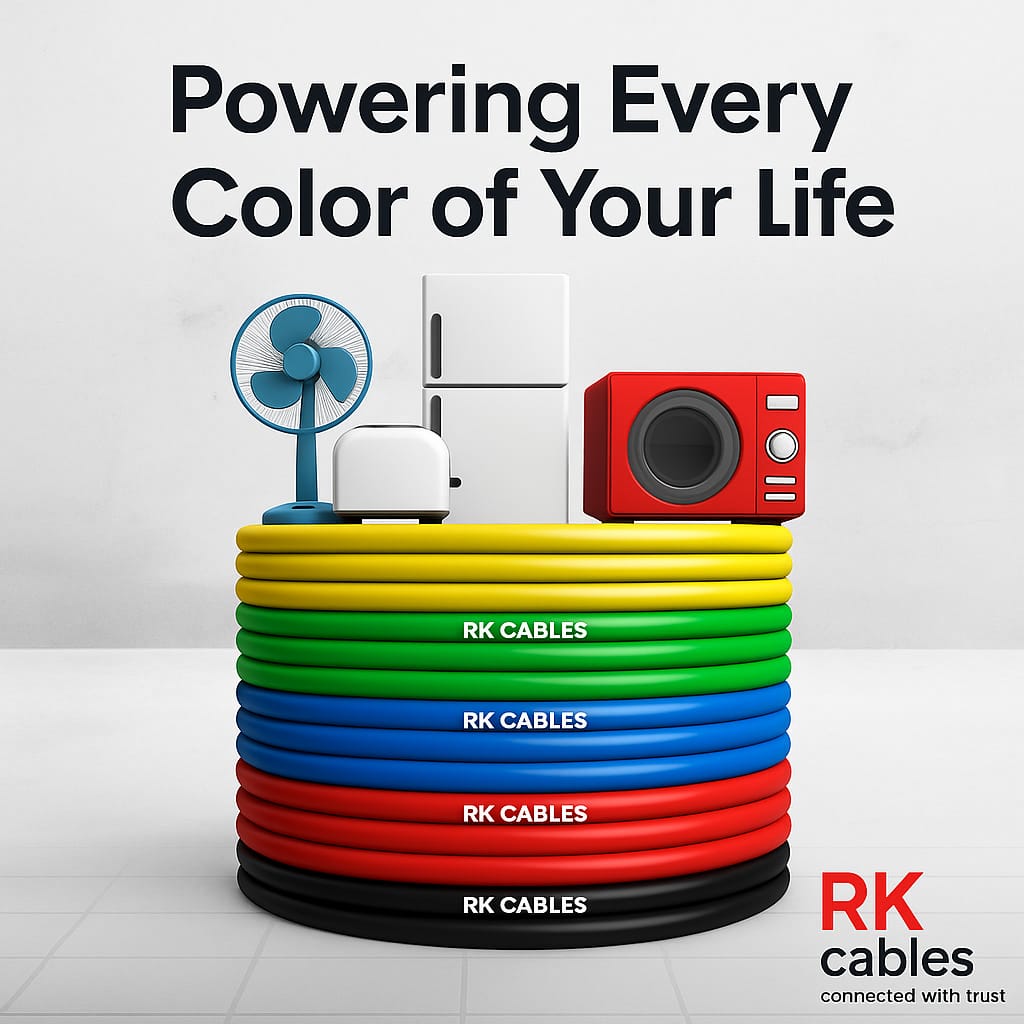 Powering Every
Color of Your Life
RK CABLES
RK CABLES
RK CABLES
RK CABLES
RK
cables
connected with trust